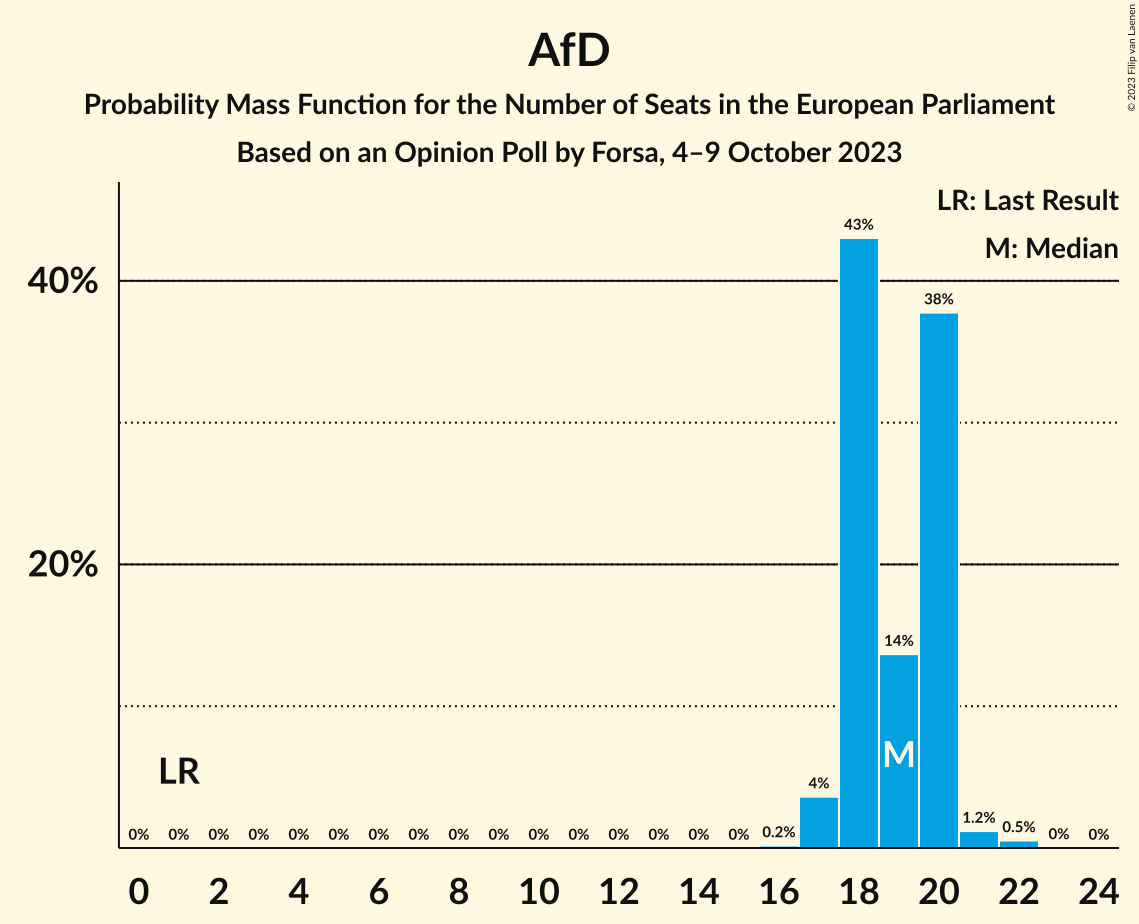 AfD
Probability Mass Function for the Number of Seats in the European Parliament
Based on an Opinion Poll by Forsa, 4–9 October 2023
© 2023 Filip van Laenen
LR: Last Result
M: Median
43%
40%
38%
20%
14%
M
LR
4%
0% 0% 0% 0% 0% 0% 0% 0% 0% 0% 0% 0% 0% 0% 0% 0% 0.2% 1.2% 0.5% 0% 0%
0 2 4 6 8 10 12 14 16 18 20 22 24